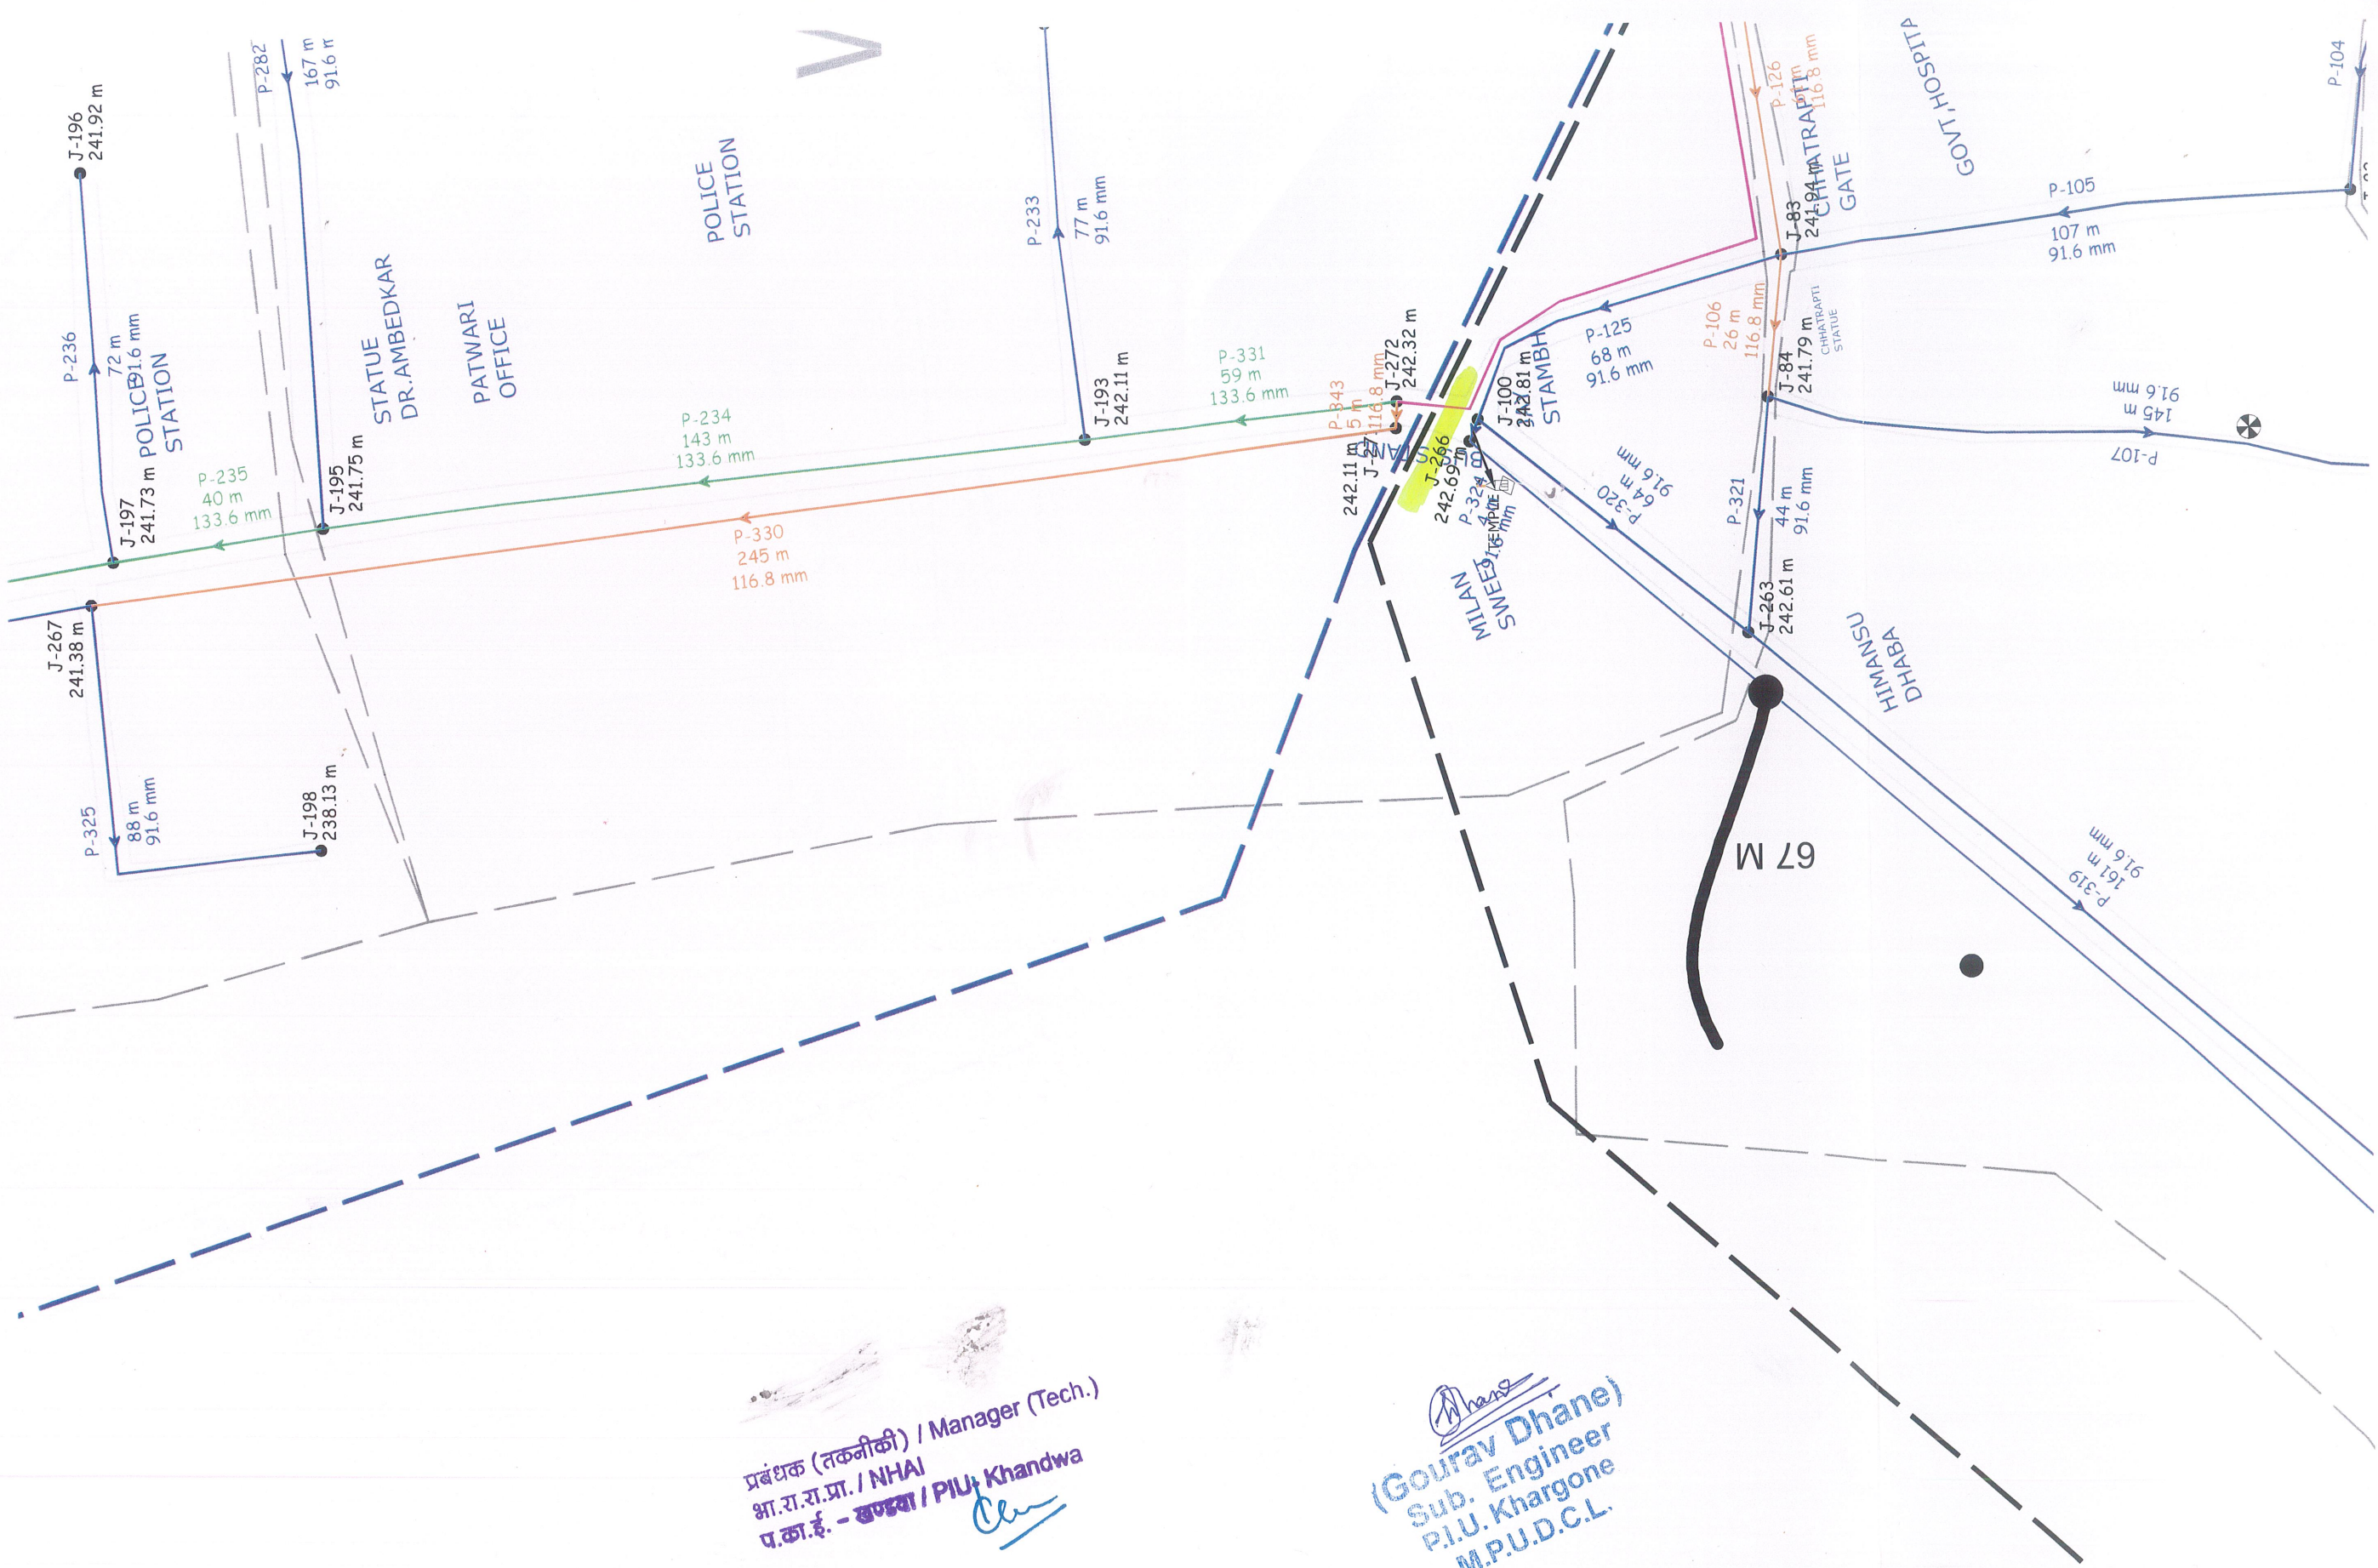 P-282
167 m
J-196
241.92 m
P-236
72 m
91.6 mm
POLICE
STATION
STATUE
DR.AMBEDKAR
PATWARI
OFFICE
POLICE
STATION
P-233
77 m
91.6 mm
P-126
116.8 mm
CHHATRAPTI
GATE
GOVT,HOSPITA
P-104
P-105
107 m
91.6 mm
J-83
241.94 m
P-106
26 m
116.8 mm
CHHATRAPTI
STATUE
J-84
241.79 m
P-125
68 m
91.6 mm
STAMBH
J-100
242.81 m
J-272
242.32 m
P-343
5 m
116.8 mm
P-331
59 m
133.6 mm
J-193
242.11 m
P-234
143 m
133.6 mm
J-195
241.75 m
P-235
40 m
133.6 mm
J-197
241.73 m
P-330
245 m
116.8 mm
J-267
241.38 m
P-325
88 m
91.6 mm
J-198
238.13 m
242.11 m
J-266
242.69 m
TEMPLE
MILAN
SWEET
P-320
64 m
91.6 mm
P-321
44 m
91.6 mm
P-107
145 m
91.6 mm
J-263
242.61 m
HIMANSU
DHABA
67 M
P-319
161 m
91.6 mm
प्रबंधक (तकनीकी) / Manager (Tech.)
भा.रा.रा.प्रा. / NHAI
प.का.ई. - खण्डवा / PIU, Khandwa
(Gourav Dhane)
Sub. Engineer
P.I.U. Khargone
M.P.U.D.C.L.